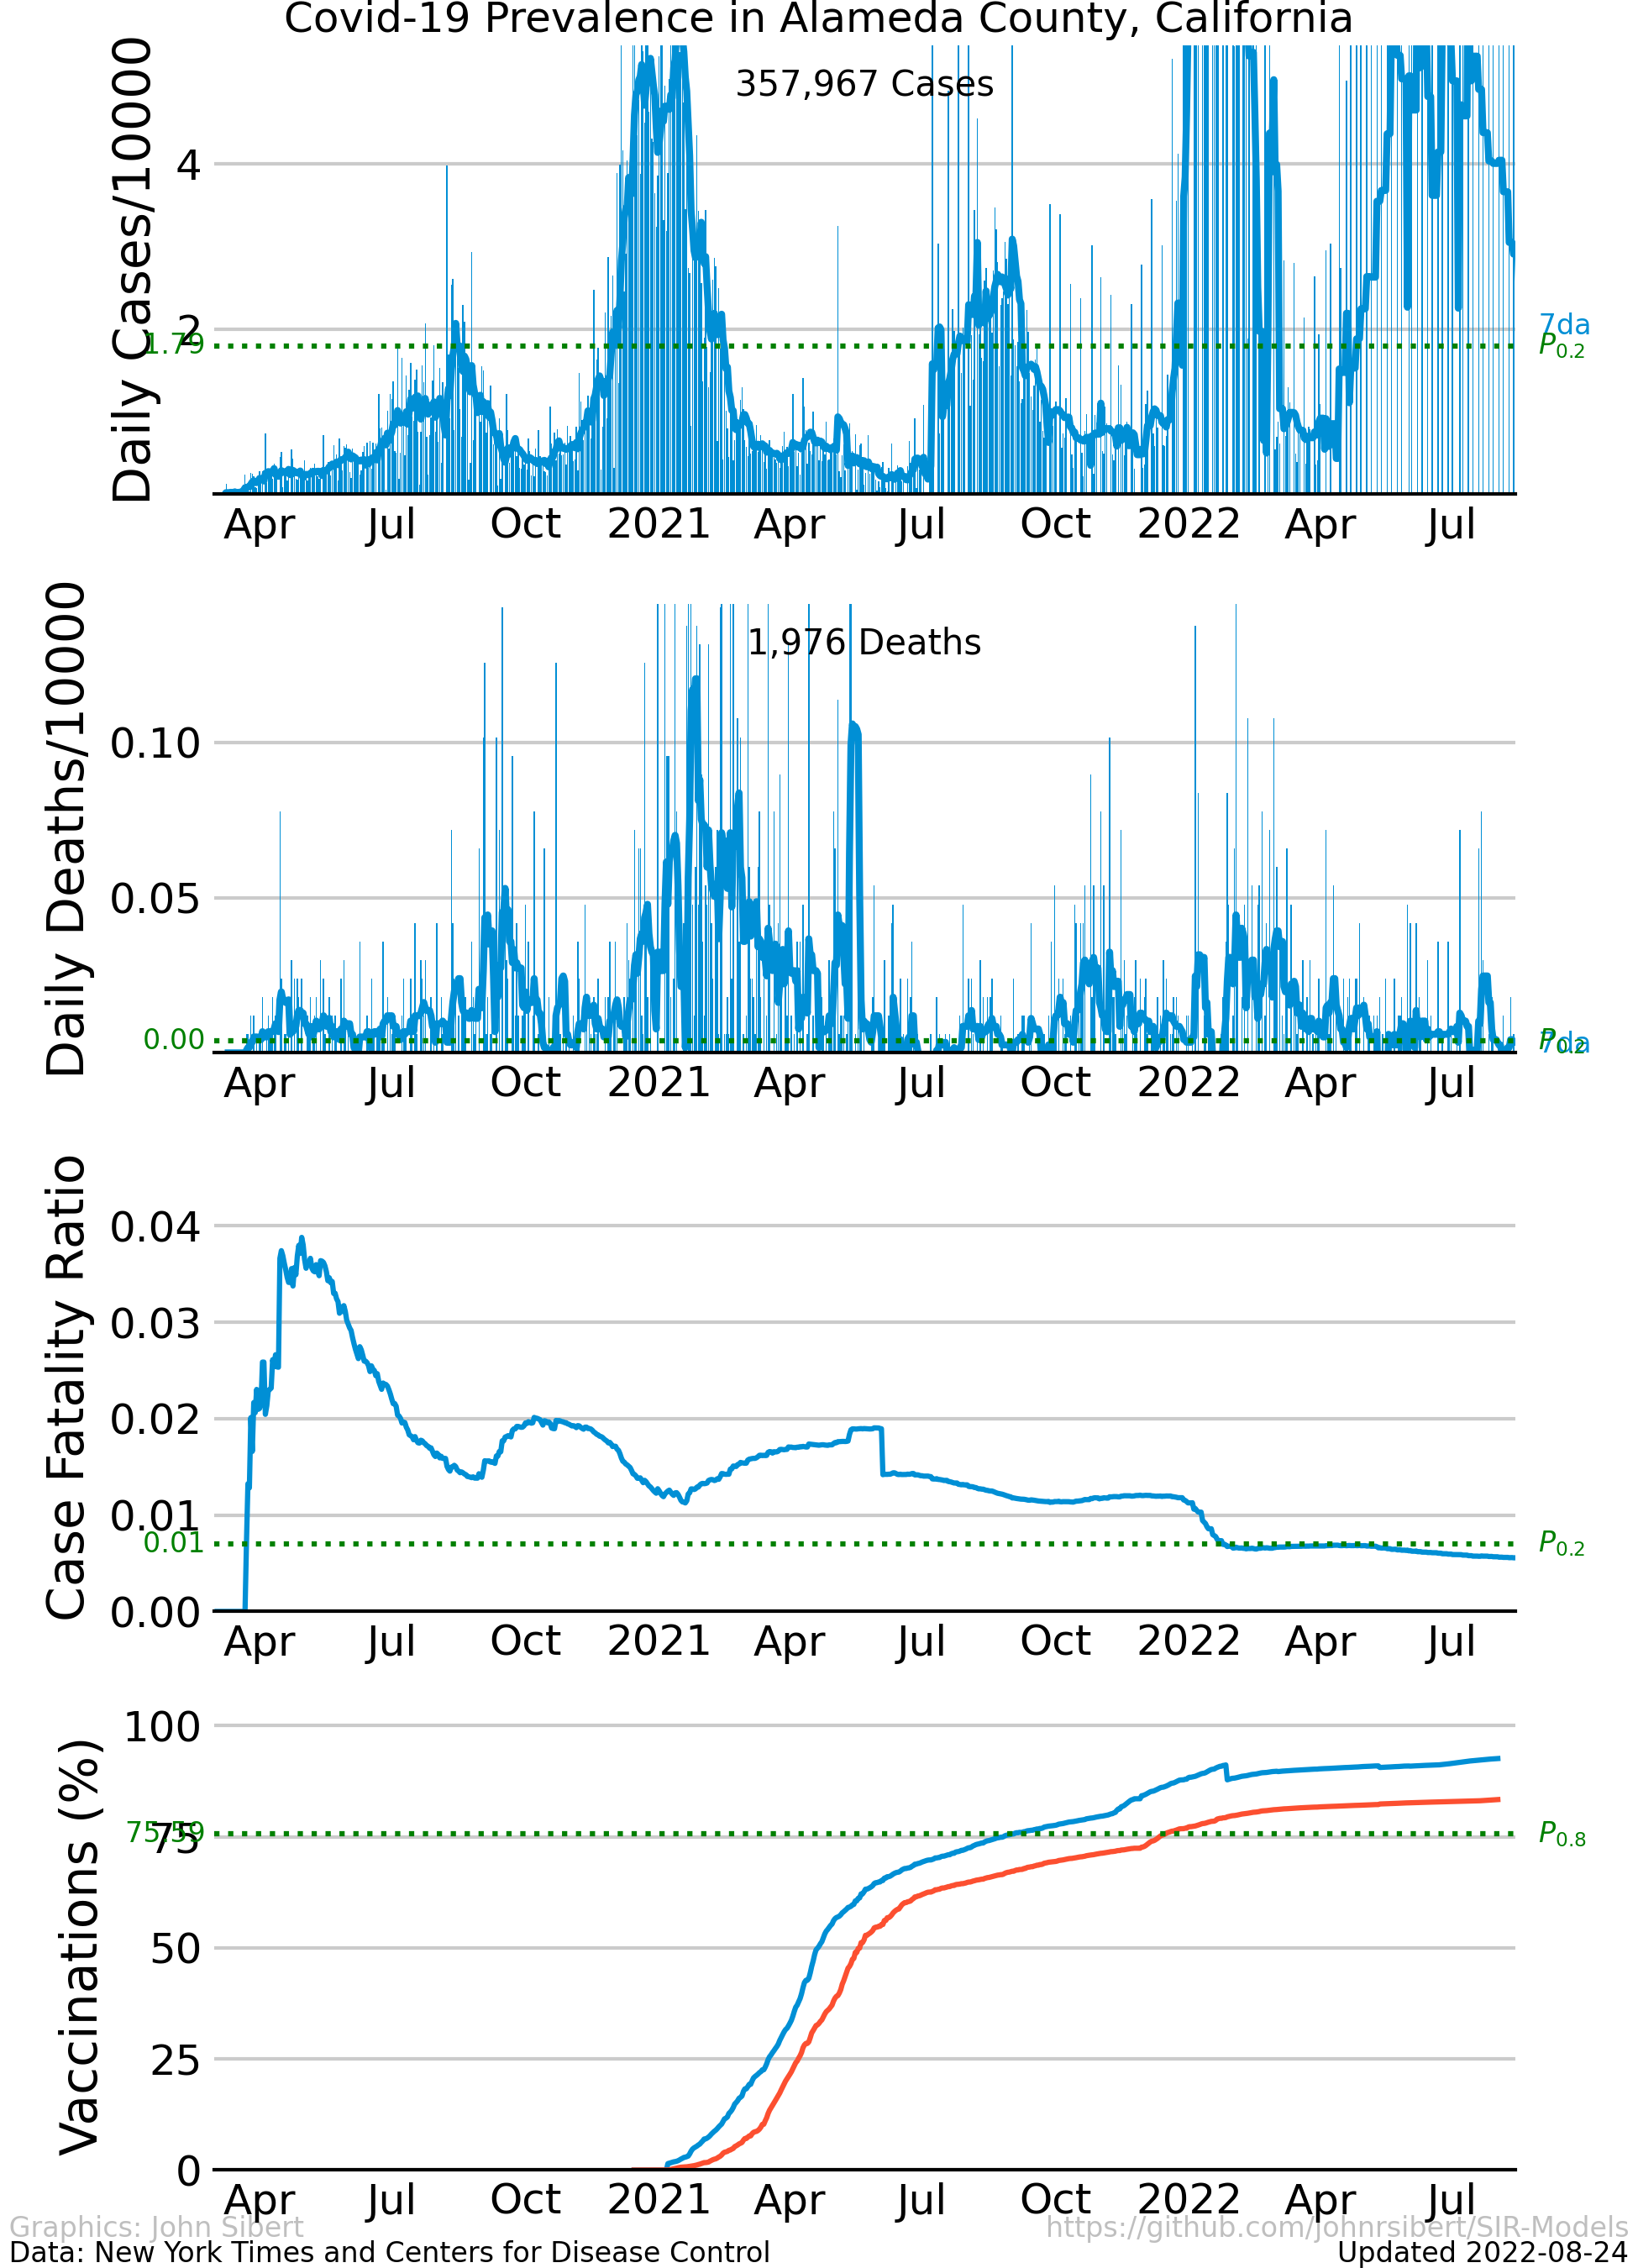 Covid-19 Prevalence in Alameda County, California
Daily Cases/10000
357,967 Cases
4
2
1.79
7da
P0.2
Apr Jul Oct 2021 Apr Jul Oct 2022 Apr Jul
Daily Deaths/10000
1,976 Deaths
0.10
0.05
0.00
P0.2
7da
Apr Jul Oct 2021 Apr Jul Oct 2022 Apr Jul
Case Fatality Ratio
0.04
0.03
0.02
0.01
0.01
P0.2
0.00
Apr Jul Oct 2021 Apr Jul Oct 2022 Apr Jul
Vaccinations (%)
100
75
75.59
P0.8
50
25
0
Apr Jul Oct 2021 Apr Jul Oct 2022 Apr Jul
Graphics: John Sibert https://github.com/johnrsibert/SIR-Models
Data: New York Times and Centers for Disease Control Updated 2022-08-24